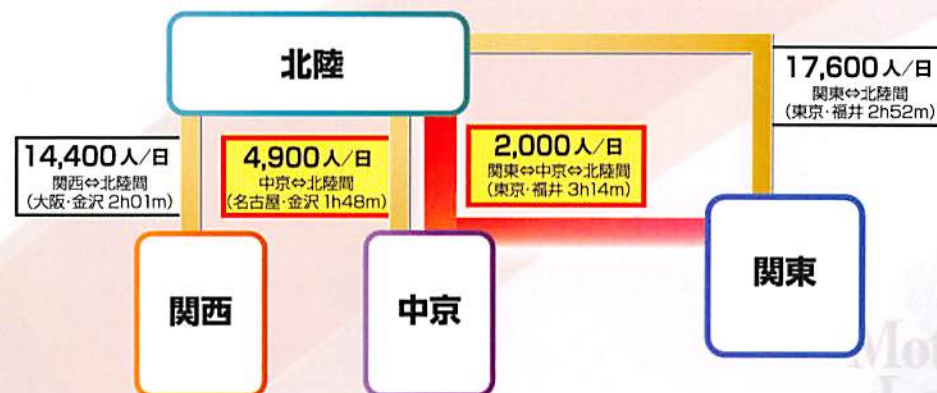 北陸
17,600人/日
関東⇔北陸間
(東京・福井 2h52m)
14,400人/日
関西⇔北陸間
(大阪・金沢 2h01m)
4,900人/日
中京⇔北陸間
(名古屋・金沢 1h48m)
2,000人/日
関東⇔中京⇔北陸間
(東京・福井 3h14m)
関西
中京
関東